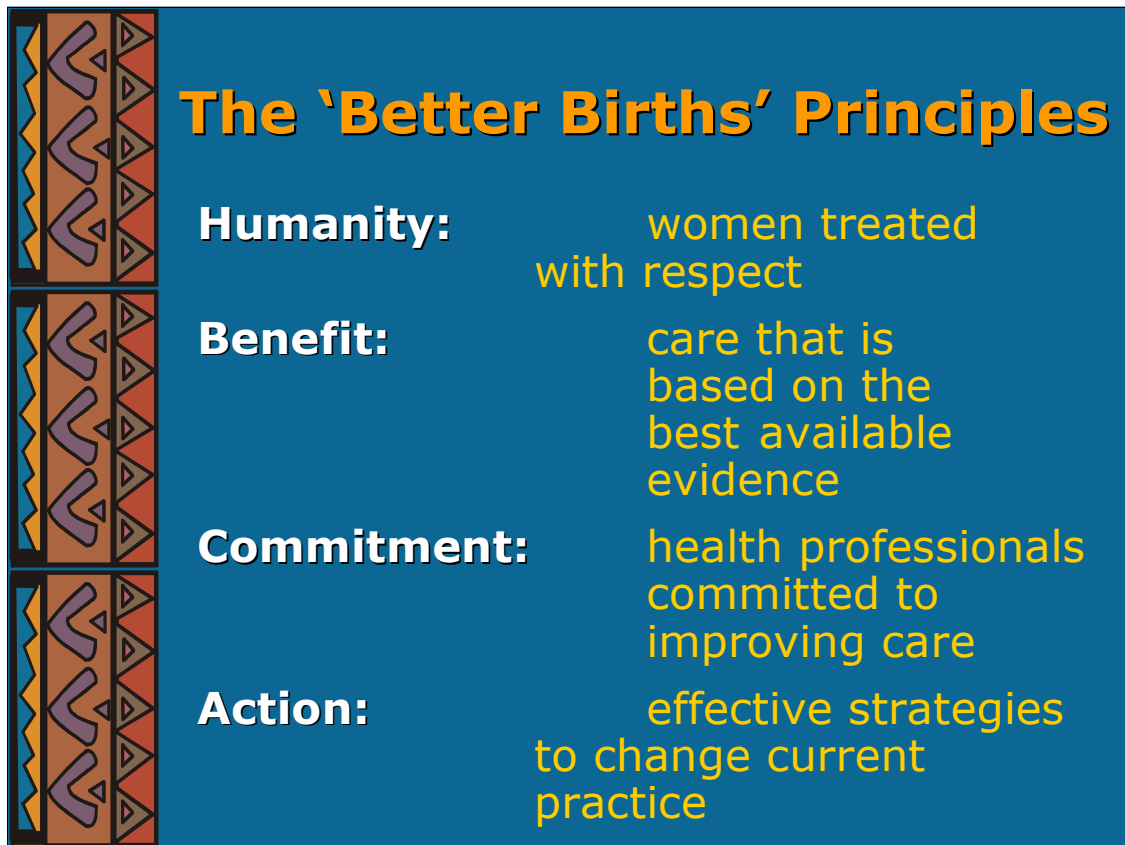 The ‘Better Births’ Principles
Humanity: women treated
with respect
Benefit: care that is
based on the
best available
evidence
Commitment: health professionals
committed to
improving care
Action: effective strategies
to change current
practice